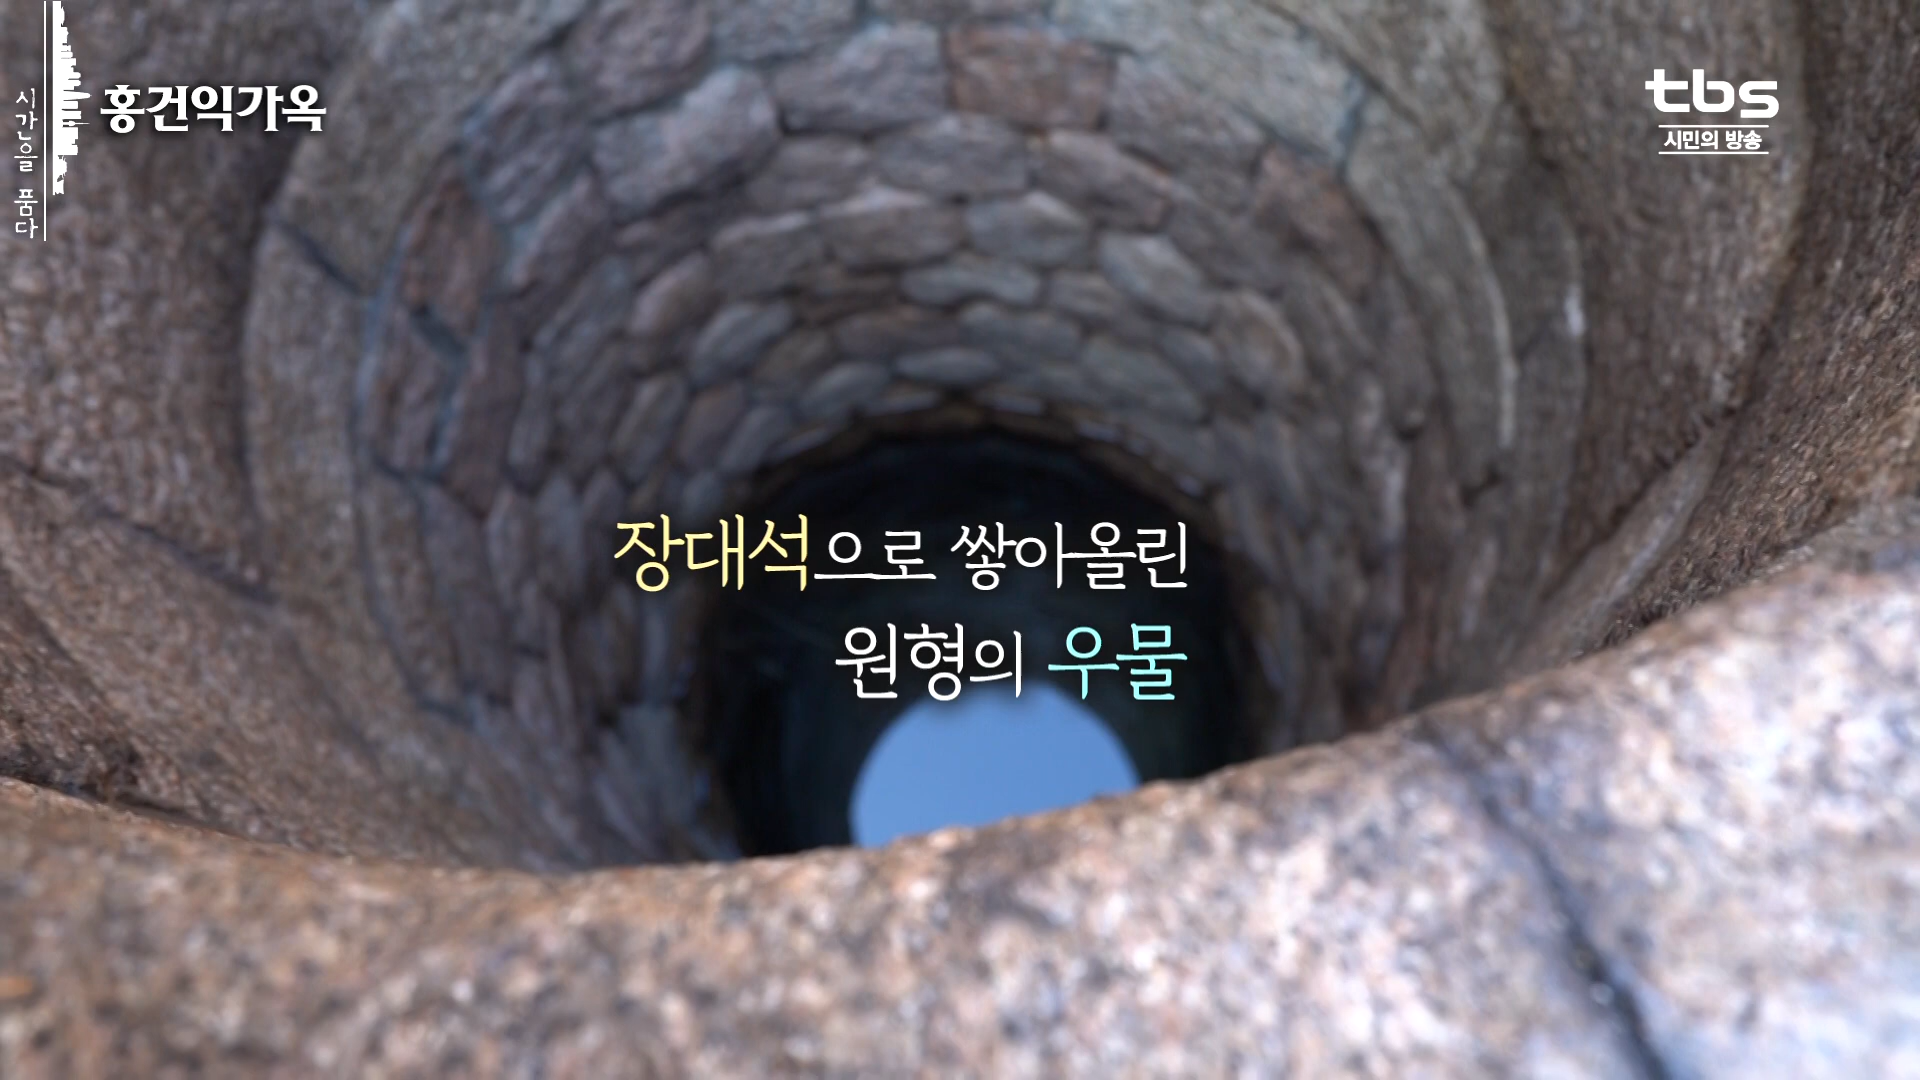 시간을 품다
홍건익가옥
tbs
시민의 방송
장대석으로 쌓아올린
원형의 우물